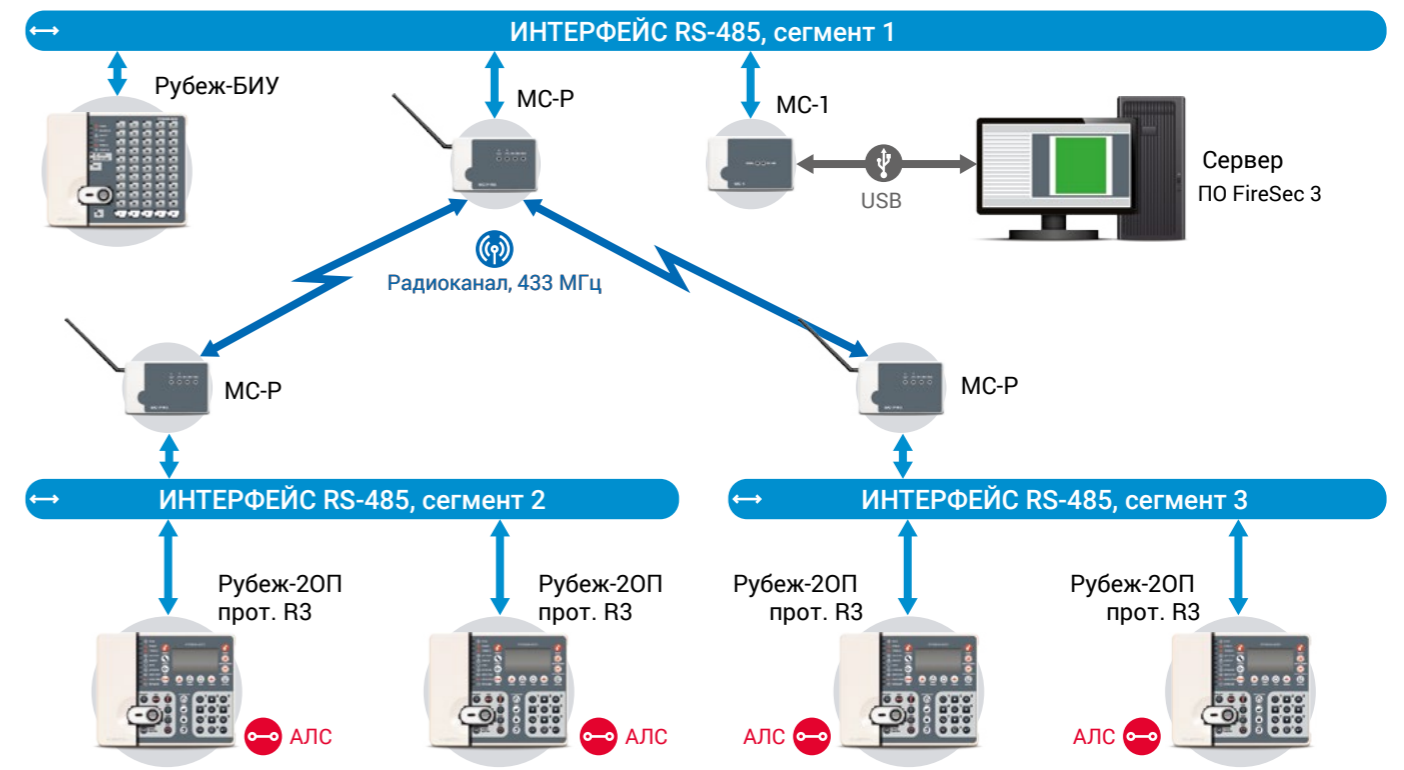 ИНТЕРФЕЙС RS-485, сегмент 1
Рубеж-БИУ
МС-Р
МС-1
USB
Сервер
ПО FireSec 3
Радиоканал, 433 МГц
МС-Р
МС-Р
ИНТЕРФЕЙС RS-485, сегмент 2
ИНТЕРФЕЙС RS-485, сегмент 3
Рубеж-2ОП
прот. R3
Рубеж-2ОП
прот. R3
Рубеж-2ОП
прот. R3
Рубеж-2ОП
прот. R3
АЛС
АЛС
АЛС
АЛС